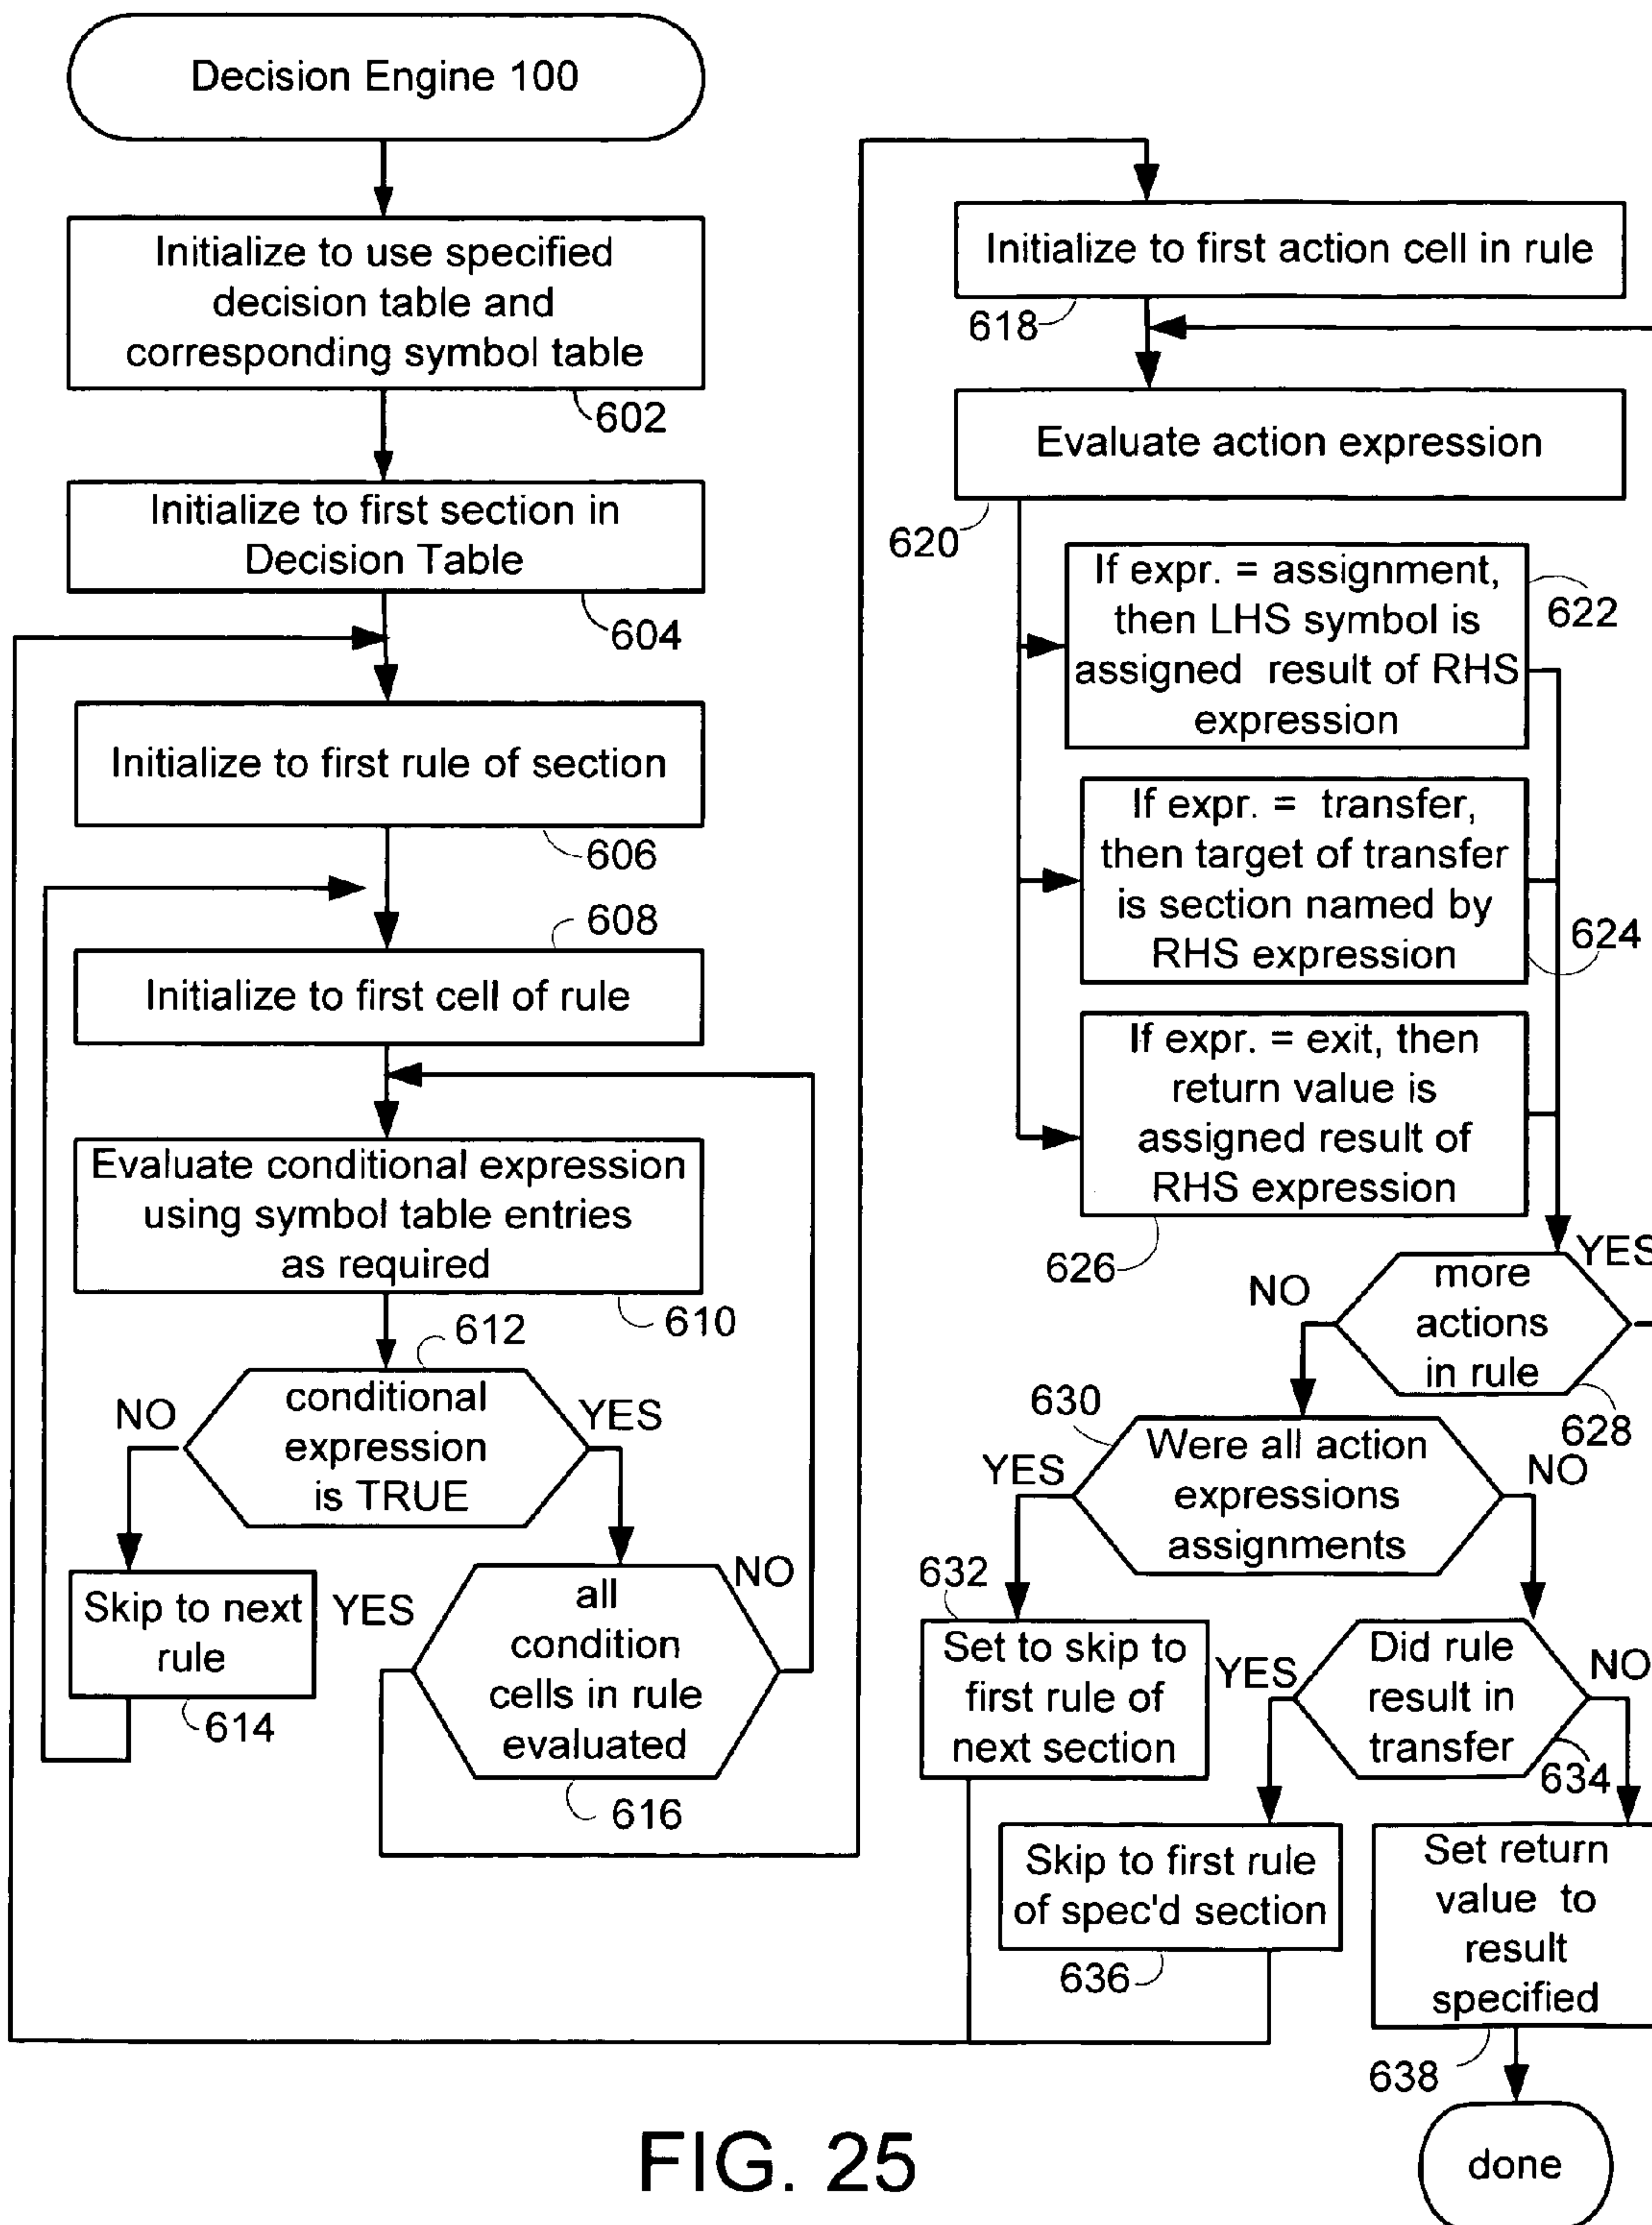 Decision Engine 100
Initialize to use specified
decision table and
corresponding symbol table
602
Initialize to first section in
Decision Table
604
Initialize to first rule of section
606
608
Initialize to first cell of rule
Evaluate conditional expression
using symbol table entries
as required
610
612
NO
conditional
expression
is TRUE
YES
Skip to next
rule
614
YES
all
condition
cells in rule
evaluated
NO
616
Initialize to first action cell in rule
618
Evaluate action expression
620
If expr. = assignment,
then LHS symbol is
assigned result of RHS
expression
622
If expr. = transfer,
then target of transfer
is section named by
RHS expression
624
If expr. = exit, then
return value is
assigned result of
RHS expression
626
NO
more
actions
in rule
YES
628
630
YES
Were all action
expressions
assignments
NO
632
Set to skip to
first rule of
next section
YES
Did rule
result in
transfer
NO
634
Skip to first rule
of spec'd section
636
Set return
value to
result
specified
638
done
FIG. 25